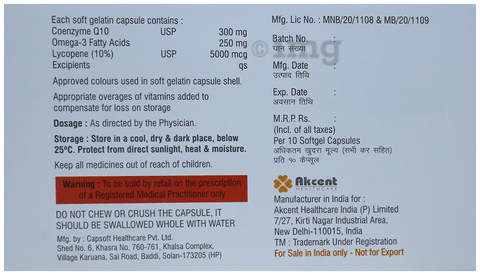 Each soft gelatin capsule contains :
Coenzyme Q10 USP 300 mg
Omega-3 Fatty Acids 250 mg
Lycopene (10%) USP 5000 mcg
Excipients qs
Approved colours used in soft gelatin capsule shell.
Appropriate overages of vitamins added to
compensate for loss on storage
Dosage : As directed by the Physician.
Storage : Store in a cool, dry & dark place, below
25°C. Protect from direct sunlight, heat & moisture.
Keep all medicines out of reach of children.
Warning : To be sold by retail on the prescription
of a Registered Medical Practitioner only
DO NOT CHEW OR CRUSH THE CAPSULE, IT
SHOULD BE SWALLOWED WHOLE WITH WATER
Mfg. by : Capsoft Healthcare Pvt. Ltd.
Shed No. 6, Khasra No. 760-761, Khalsa Complex,
Village Karuana, Sai Road, Baddi, Solan-173205 (HP)
Mfg. Lic No. : MNB/20/1108 & MB/20/1109
Batch No. :
घान संख्या
Mfg. Date :
उत्पाद तिथि
Exp. Date :
अवसान तिथि
M.R.P. Rs. :
(Incl. of all taxes)
Per 10 Softgel Capsules
अधिकतम खुदरा मूल्य (सभी कर सहित)
प्रति १० कैप्सूल
Akcent
HEALTHCARE
Manufacturer in India for :
Akcent Healthcare India (P) Limited
7/27, Kirti Nagar Industrial Area,
New Delhi-110015, India
TM : Trademark Under Registration
For Sale in India only - Not for Export
1mg